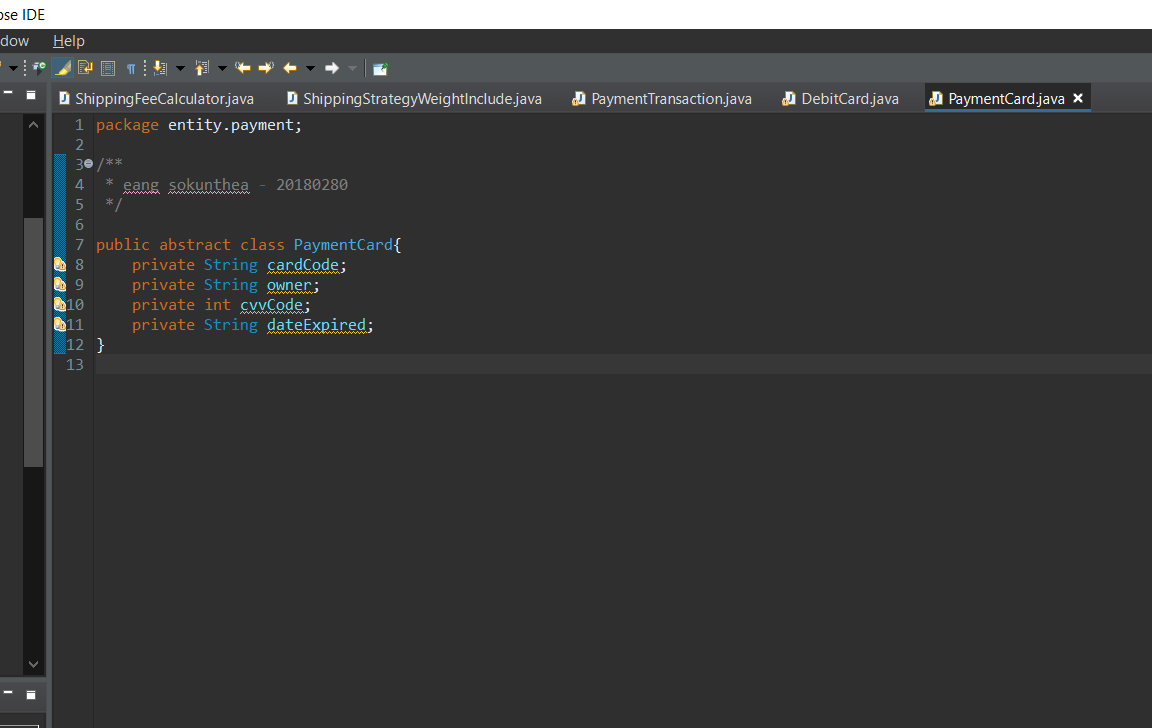 ose IDE
dow Help
ShippingFeeCalculator.java ShippingStrategyWeightInclude.java PaymentTransaction.java DebitCard.java PaymentCard.java
1 package entity.payment;
2
3 /**
4 * eang sokunthea - 20180280
5 */
6
7 public abstract class PaymentCard{
8 private String cardCode;
9 private String owner;
10 private int cvvCode;
11 private String dateExpired;
12 }
13